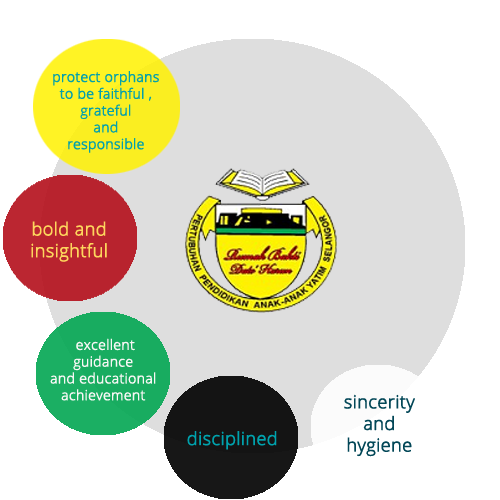 protect orphans
to be faithful ,
grateful
and
responsible
bold and
insightful
excellent
guidance
and educational
achievement
disciplined
sincerity
and
hygiene
Rumah Bakti
Dato' Harun
PERTUBUHAN PENDIDIKAN ANAK-ANAK YATIM SELANGOR